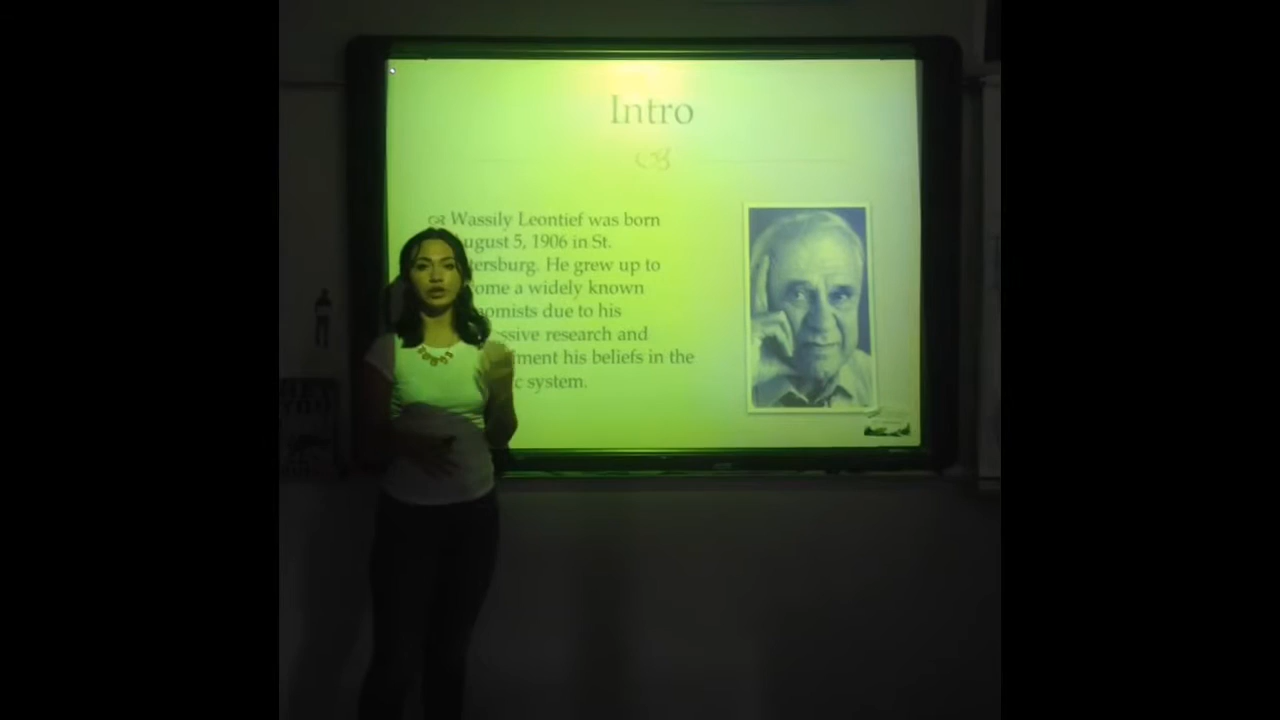 Intro
Wassily Leontief was born
ugust 5, 1906 in St.
tersburg. He grew up to
ome a widely known
nomists due to his
ssive research and
ment his beliefs in the
c system.